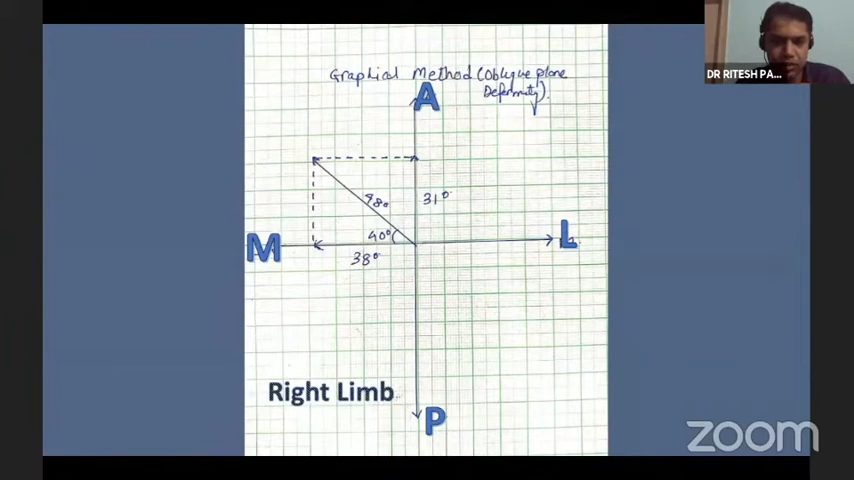 DR RITESH PA...
Graphical Method (Oblique plane
Deformity).
A
48°
31°
40°
M
L
38°
Right Limb
P
zoom